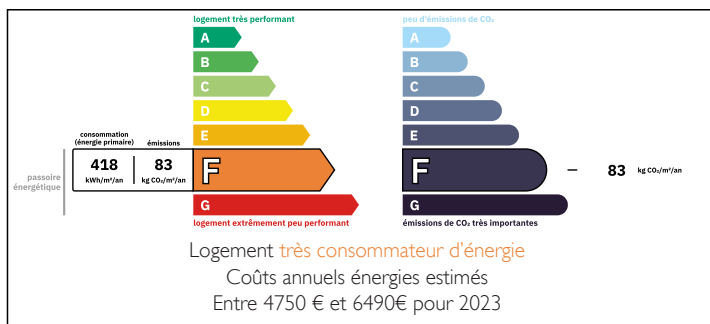 logement très performant
A
B
C
D
E
consommation
(énergie primaire)
émissions
418
kWh/m²/an
83
kg CO₂/m²/an
F
passoire
énergétique
G
logement extrêmement peu performant
peu d'émissions de CO₂
A
B
C
D
E
F
83 kg CO₂/m²/an
G
émissions de CO₂ très importantes
Logement très consommateur d'énergie
Coûts annuels énergies estimés
Entre 4750 € et 6490€ pour 2023